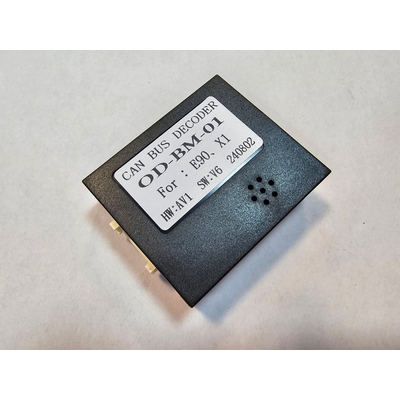 CAN BUS DECODER
OD-BM-01
For : E90、X1
HW:AV1 SW:V6 240802